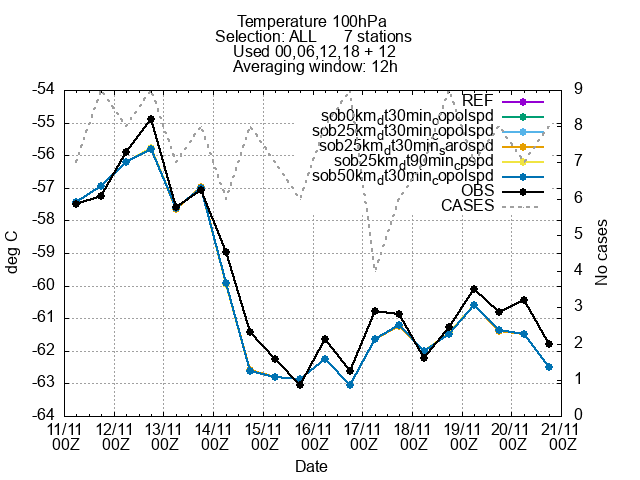 Temperature 100hPa
Selection: ALL 7 stations
Used 00,06,12,18 + 12
Averaging window: 12h
REF
sob0km_dt30min_copolspd
sob25km_dt30min_copolspd
sob25km_dt30min_sarospd
sob25km_dt90min_cpspd
sob50km_dt30min_copolspd
OBS
CASES
deg C
-54
-55
-56
-57
-58
-59
-60
-61
-62
-63
-64
No cases
9
8
7
6
5
4
3
2
1
0
11/11 12/11 13/11 14/11 15/11 16/11 17/11 18/11 19/11 20/11 21/11
00Z 00Z 00Z 00Z 00Z 00Z 00Z 00Z 00Z 00Z 00Z
Date